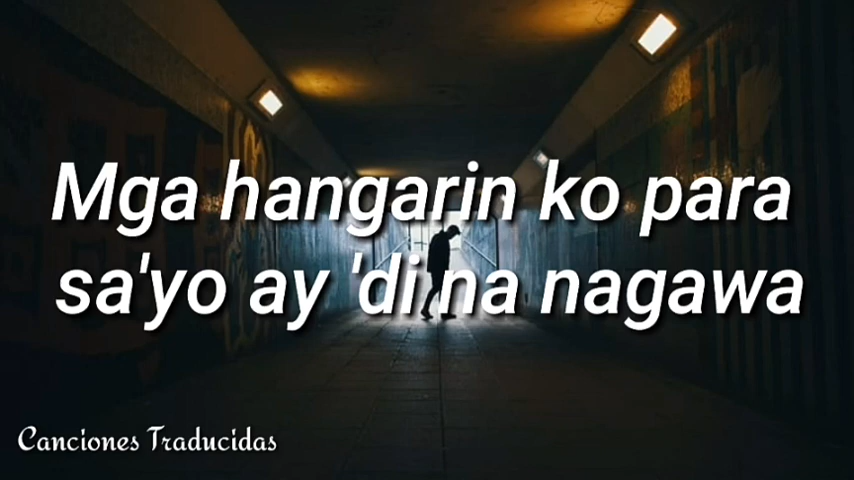 Mga hangarin ko para
sa'yo ay 'di na nagawa
Canciones Traducidas